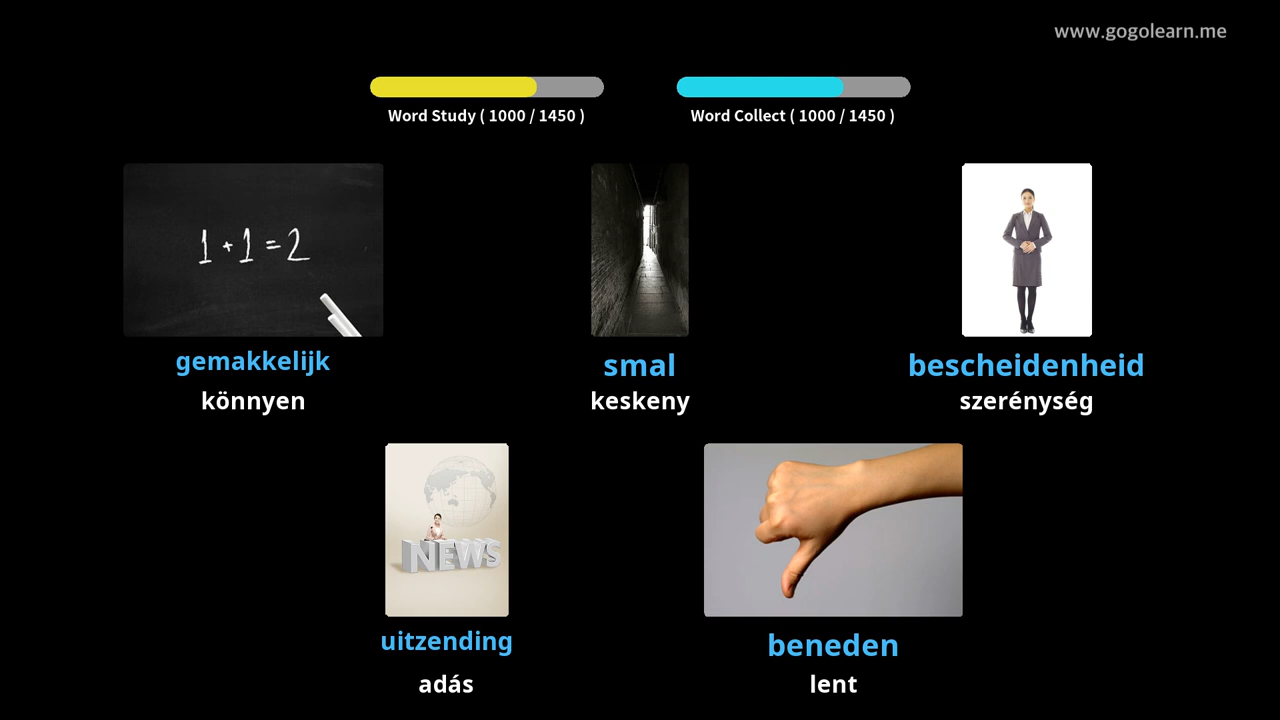 www.gogolearn.me
Word Study ( 1000 / 1450 )
Word Collect ( 1000 / 1450 )
1 + 1 = 2
gemakkelijk
könnyen
smal
keskeny
bescheidenheid
szerénység
NEWS
uitzending
adás
beneden
lent